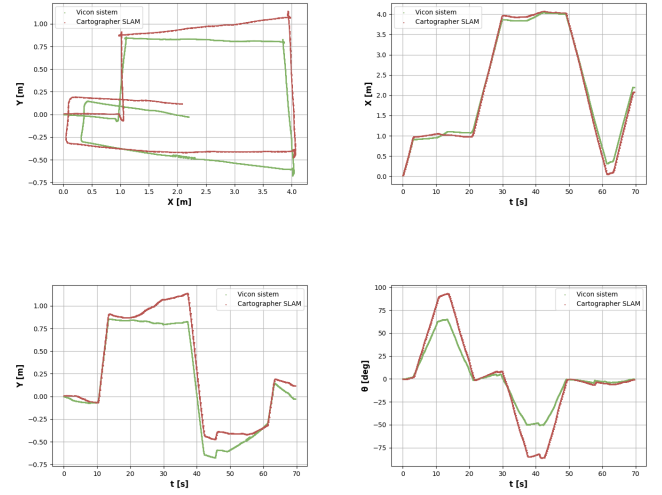 Vicon sistem
Cartographer SLAM
1.00
0.75
0.50
0.25
0.00
−0.25
−0.50
−0.75
Y [m]
0.0 0.5 1.0 1.5 2.0 2.5 3.0 3.5 4.0
X [m]
Vicon sistem
Cartographer SLAM
4.0
3.5
3.0
2.5
2.0
1.5
1.0
0.5
0.0
X [m]
0 10 20 30 40 50 60 70
t [s]
Vicon sistem
Cartographer SLAM
1.00
0.75
0.50
0.25
0.00
−0.25
−0.50
−0.75
Y [m]
0 10 20 30 40 50 60 70
t [s]
Vicon sistem
Cartographer SLAM
75
50
25
0
−25
−50
−75
θ [deg]
0 10 20 30 40 50 60 70
t [s]